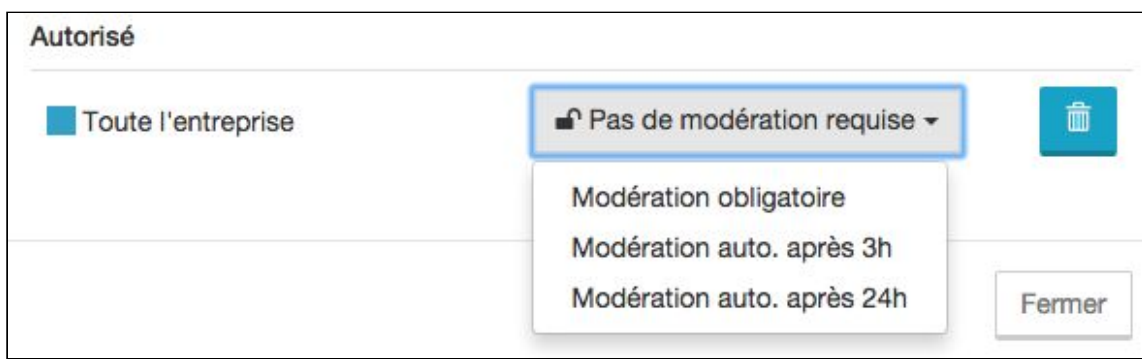 Autorisé
Toute l'entreprise
Pas de modération requise
Modération obligatoire
Modération auto. après 3h
Modération auto. après 24h
Fermer